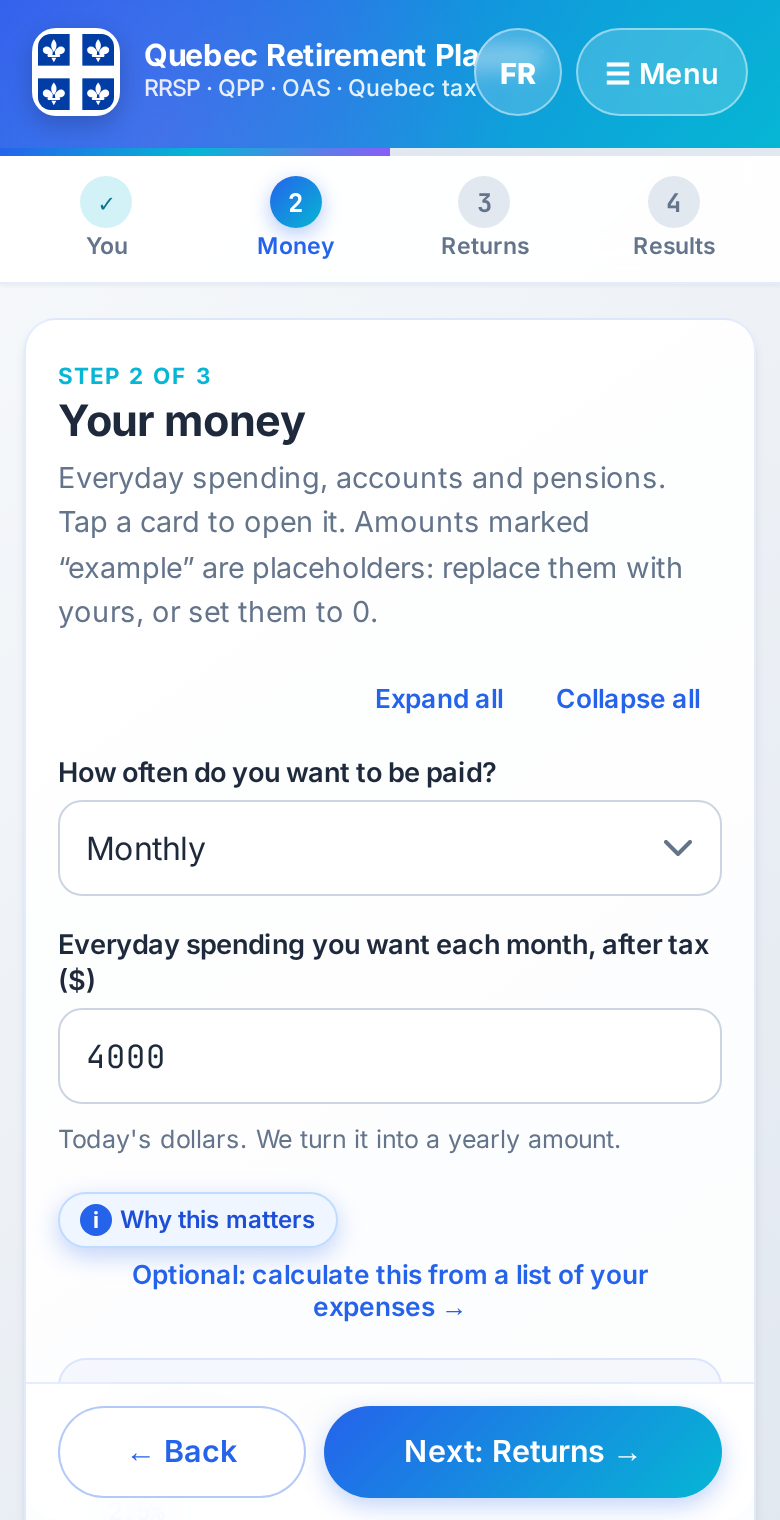 Quebec Retirement Pla
RRSP · QPP · OAS · Quebec tax
FR
☰ Menu
✓
2
3
4
You
Money
Returns
Results
STEP 2 OF 3
Your money
Everyday spending, accounts and pensions.
Tap a card to open it. Amounts marked
“example” are placeholders: replace them with
yours, or set them to 0.
Expand all
Collapse all
How often do you want to be paid?
Monthly
Everyday spending you want each month, after tax
($)
4000
Today's dollars. We turn it into a yearly amount.
i Why this matters
Optional: calculate this from a list of your
expenses →
← Back
Next: Returns →